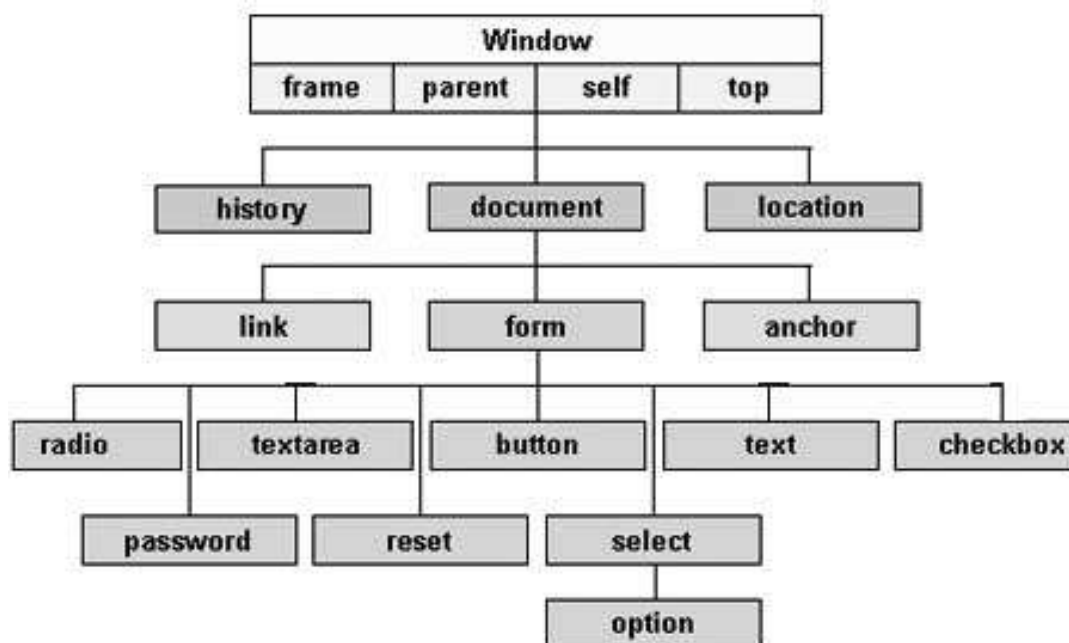 Window
frame parent self top
history document location
link form anchor
radio textarea button text checkbox
password reset select
option